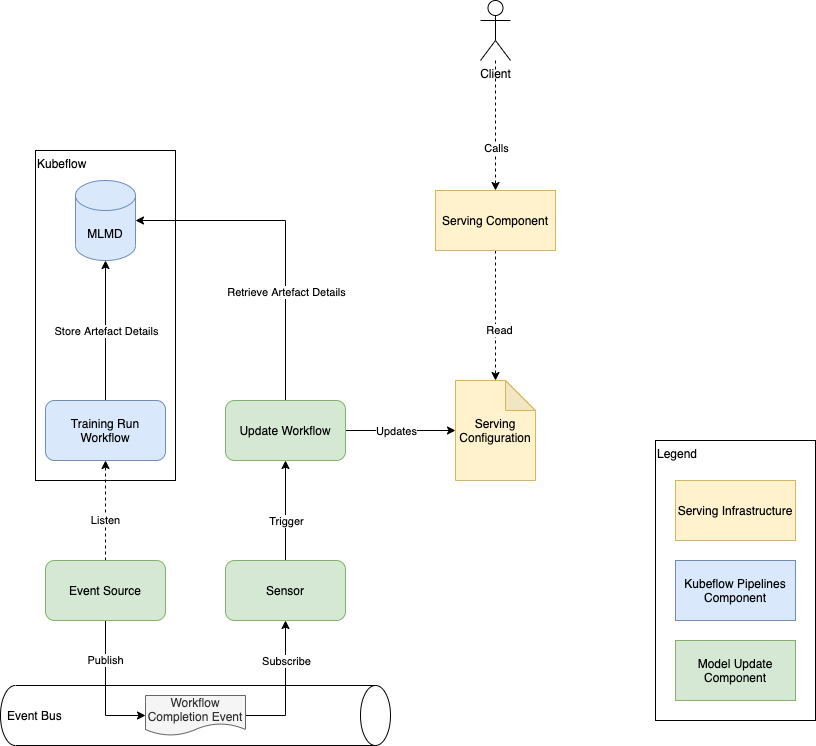 Client
Calls
Kubeflow
MLMD
Serving Component
Retrieve Artefact Details
Store Artefact Details
Read
Training Run
Workflow
Update Workflow
Updates
Serving
Configuration
Legend
Serving Infrastructure
Listen
Trigger
Event Source
Sensor
Kubeflow Pipelines
Component
Publish
Subscribe
Model Update
Component
Event Bus
Workflow
Completion Event